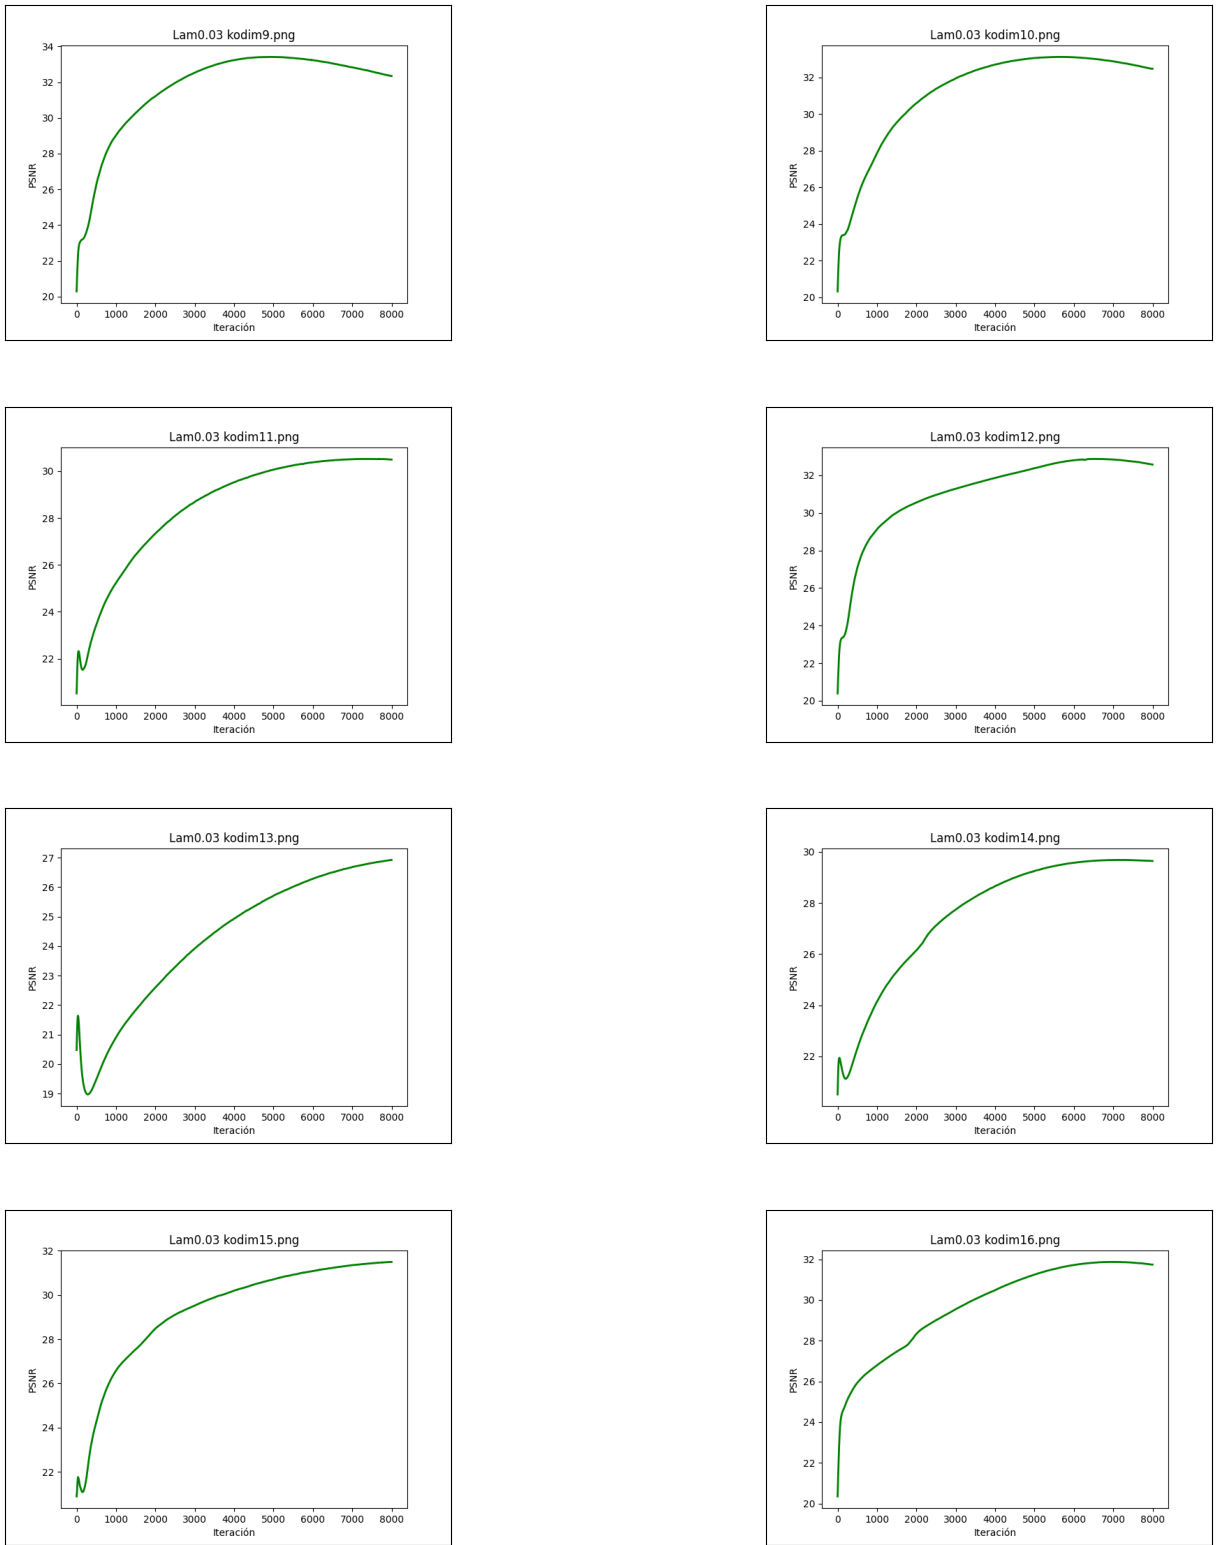 Lam0.03 kodim9.png
PSNR
34
32
30
28
26
24
22
20
0 1000 2000 3000 4000 5000 6000 7000 8000
Iteración
Lam0.03 kodim10.png
PSNR
32
30
28
26
24
22
20
0 1000 2000 3000 4000 5000 6000 7000 8000
Iteración
Lam0.03 kodim11.png
PSNR
30
28
26
24
22
0 1000 2000 3000 4000 5000 6000 7000 8000
Iteración
Lam0.03 kodim12.png
PSNR
32
30
28
26
24
22
20
0 1000 2000 3000 4000 5000 6000 7000 8000
Iteración
Lam0.03 kodim13.png
PSNR
27
26
25
24
23
22
21
20
19
0 1000 2000 3000 4000 5000 6000 7000 8000
Iteración
Lam0.03 kodim14.png
PSNR
30
28
26
24
22
0 1000 2000 3000 4000 5000 6000 7000 8000
Iteración
Lam0.03 kodim15.png
PSNR
32
30
28
26
24
22
0 1000 2000 3000 4000 5000 6000 7000 8000
Iteración
Lam0.03 kodim16.png
PSNR
32
30
28
26
24
22
20
0 1000 2000 3000 4000 5000 6000 7000 8000
Iteración